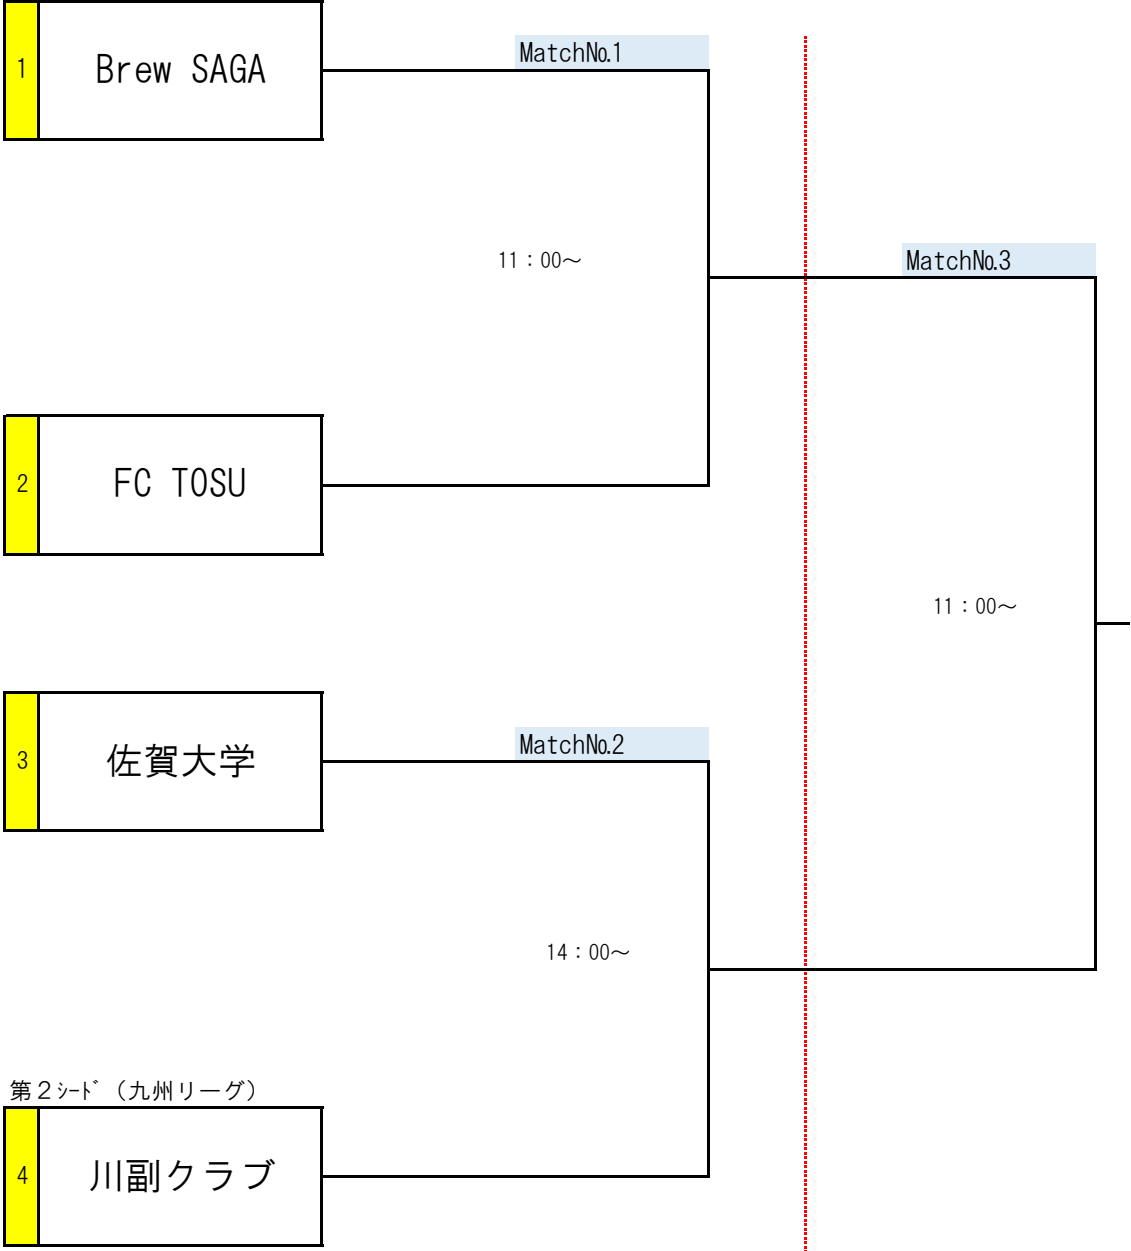 MatchNo.1
1
Brew SAGA
11：00～
MatchNo.3
2
FC TOSU
11：00～
MatchNo.2
3
佐賀大学
14：00～
第２ｼｰﾄﾞ（九州リーグ）
4
川副クラブ